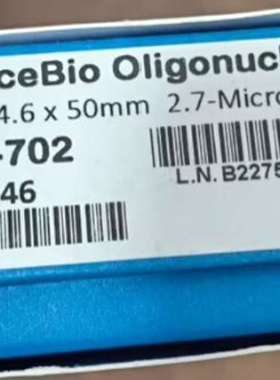 ceBio Oligonuc
4.6 x 50mm 2.7-Micro
702
46
L.N. B2275